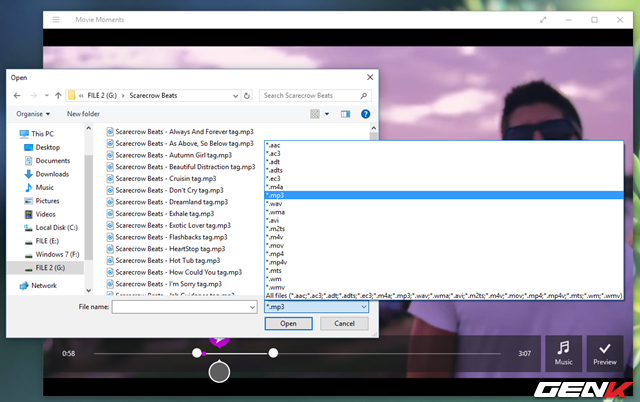 Movie Moments
Open
« FILE 2 (G:) › Scarecrow Beats
Search Scarecrow Beats
Organise
New folder
This PC
Desktop
Documents
Downloads
Music
Pictures
Videos
Local Disk (C:)
FILE (E:)
Windows 7 (F:)
FILE 2 (G:)
Network
Scarecrow Beats - Always And Forever tag.mp3
Scarecrow Beats - As Above, So Below tag.mp3
Scarecrow Beats - Autumn Girl tag.mp3
Scarecrow Beats - Beautiful Distraction tag.mp3
Scarecrow Beats - Cruisin tag.mp3
Scarecrow Beats - Don't Cry tag.mp3
Scarecrow Beats - Dreamland tag.mp3
Scarecrow Beats - Exhale tag.mp3
Scarecrow Beats - Exotic Lover tag.mp3
Scarecrow Beats - Flashbacks tag.mp3
Scarecrow Beats - HeartStop tag.mp3
Scarecrow Beats - Hot Tub tag.mp3
Scarecrow Beats - How Could You tag.mp3
Scarecrow Beats - I'm Sorry tag.mp3
*.aac
*.ac3
*.adt
*.adts
*.ec3
*.m4a
*.mp3
*.wav
*.wma
*.avi
*.m2ts
*.m4v
*.mov
*.mp4
*.mp4v
*.mts
*.wm
*.wmv
All files (*.aac;*.ac3;*.adt;*.adts;*.ec3;*.m4a;*.mp3;*.wav;*.wma;*.avi;*.m2ts;*.m4v;*.mov;*.mp4;*.mp4v;*.mts;*.wm;*.wmv)
File name:
*.mp3
Open
Cancel
0:58
3:07
Music
Preview
GENK